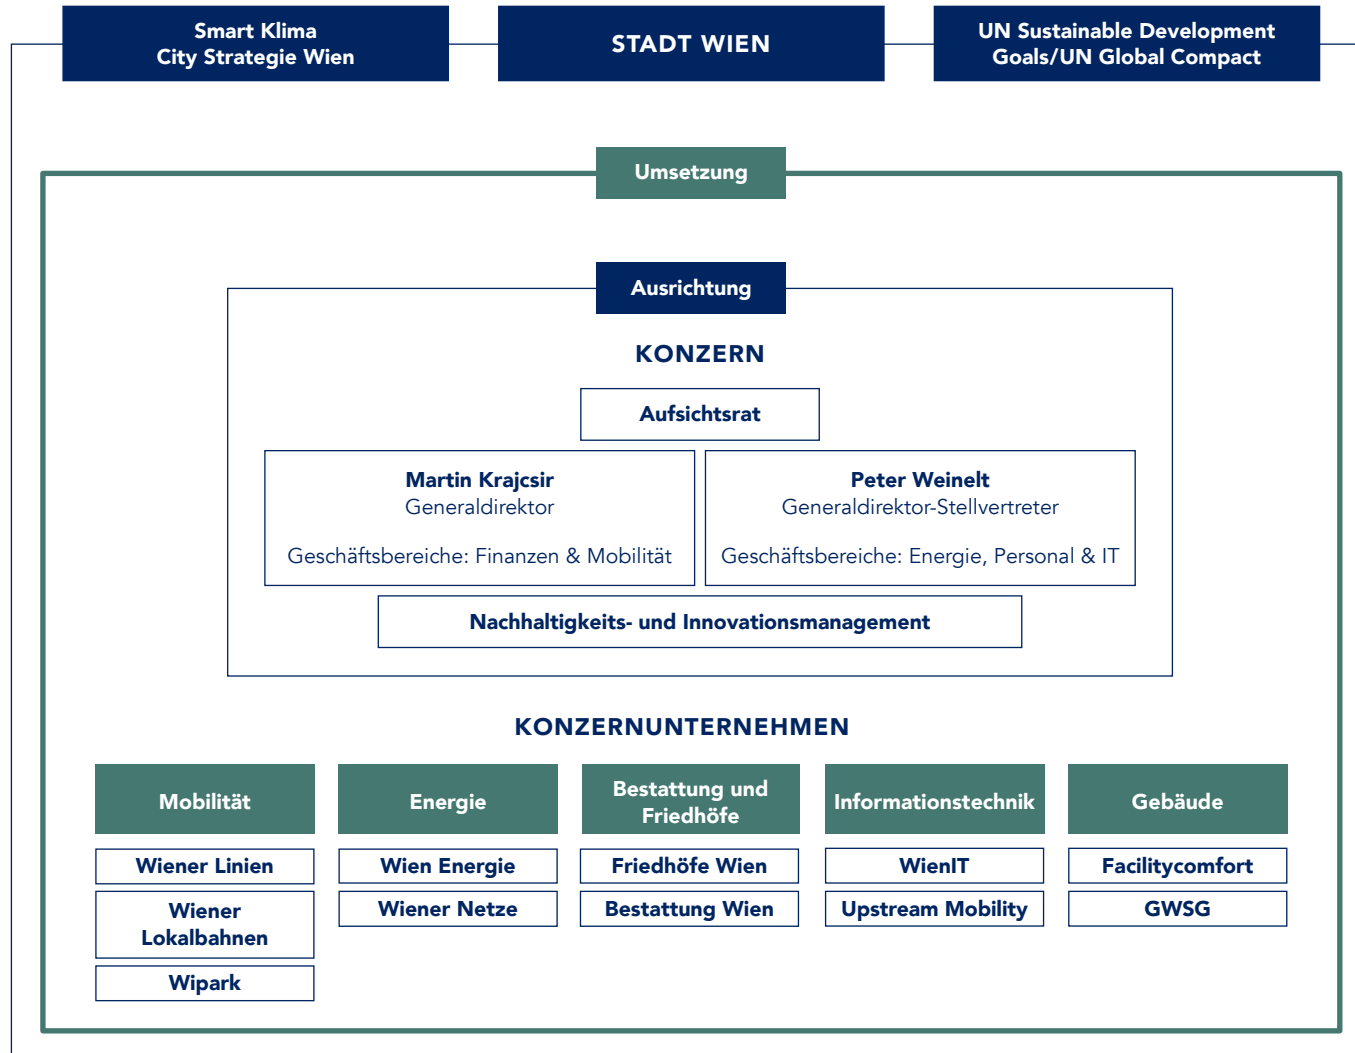 Smart Klima
City Strategie Wien
STADT WIEN
UN Sustainable Development
Goals/UN Global Compact
Umsetzung
Ausrichtung
KONZERN
Aufsichtsrat
Martin Krajcsir
Generaldirektor
Geschäftsbereiche: Finanzen & Mobilität
Peter Weinelt
Generaldirektor-Stellvertreter
Geschäftsbereiche: Energie, Personal & IT
Nachhaltigkeits- und Innovationsmanagement
KONZERNUNTERNEHMEN
Mobilität
Wiener Linien
Wiener
Lokalbahnen
Wipark
Energie
Wien Energie
Wiener Netze
Bestattung und
Friedhöfe
Friedhöfe Wien
Bestattung Wien
Informationstechnik
WienIT
Upstream Mobility
Gebäude
Facilitycomfort
GWSG